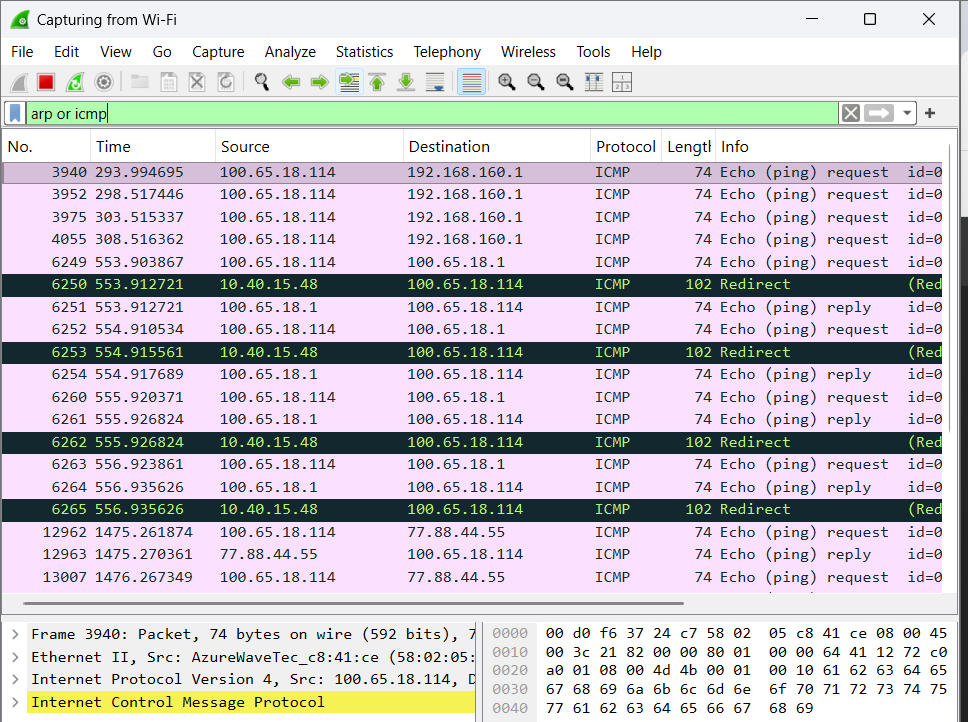 Capturing from Wi-Fi
File Edit View Go Capture Analyze Statistics Telephony Wireless Tools Help
arp or icmp
No. Time Source Destination Protocol Length Info
3940 293.994695 100.65.18.114 192.168.160.1 ICMP 74 Echo (ping) request id=0
3952 298.517446 100.65.18.114 192.168.160.1 ICMP 74 Echo (ping) request id=0
3975 303.515337 100.65.18.114 192.168.160.1 ICMP 74 Echo (ping) request id=0
4055 308.516362 100.65.18.114 192.168.160.1 ICMP 74 Echo (ping) request id=0
6249 553.903867 100.65.18.114 100.65.18.1 ICMP 74 Echo (ping) request id=0
6250 553.912721 10.40.15.48 100.65.18.114 ICMP 102 Redirect (Red
6251 553.912721 100.65.18.1 100.65.18.114 ICMP 74 Echo (ping) reply id=0
6252 554.910534 100.65.18.114 100.65.18.1 ICMP 74 Echo (ping) request id=0
6253 554.915561 10.40.15.48 100.65.18.114 ICMP 102 Redirect (Red
6254 554.917689 100.65.18.1 100.65.18.114 ICMP 74 Echo (ping) reply id=0
6260 555.920371 100.65.18.114 100.65.18.1 ICMP 74 Echo (ping) request id=0
6261 555.926824 100.65.18.1 100.65.18.114 ICMP 74 Echo (ping) reply id=0
6262 555.926824 10.40.15.48 100.65.18.114 ICMP 102 Redirect (Red
6263 556.923861 100.65.18.114 100.65.18.1 ICMP 74 Echo (ping) request id=0
6264 556.935626 100.65.18.1 100.65.18.114 ICMP 74 Echo (ping) reply id=0
6265 556.935626 10.40.15.48 100.65.18.114 ICMP 102 Redirect (Red
12962 1475.261874 100.65.18.114 77.88.44.55 ICMP 74 Echo (ping) request id=0
12963 1475.270361 77.88.44.55 100.65.18.114 ICMP 74 Echo (ping) reply id=0
13007 1476.267349 100.65.18.114 77.88.44.55 ICMP 74 Echo (ping) request id=0
Frame 3940: Packet, 74 bytes on wire (592 bits), 7
Ethernet II, Src: AzureWaveTec_c8:41:ce (58:02:05:
Internet Protocol Version 4, Src: 100.65.18.114, D
Internet Control Message Protocol
0000 00 d0 f6 37 24 c7 58 02 05 c8 41 ce 08 00 45
0010 00 3c 21 82 00 00 80 01 00 00 64 41 12 72 c0
0020 a0 01 08 00 4d 4b 00 01 00 10 61 62 63 64 65
0030 67 68 69 6a 6b 6c 6d 6e 6f 70 71 72 73 74 75
0040 77 61 62 63 64 65 66 67 68 69